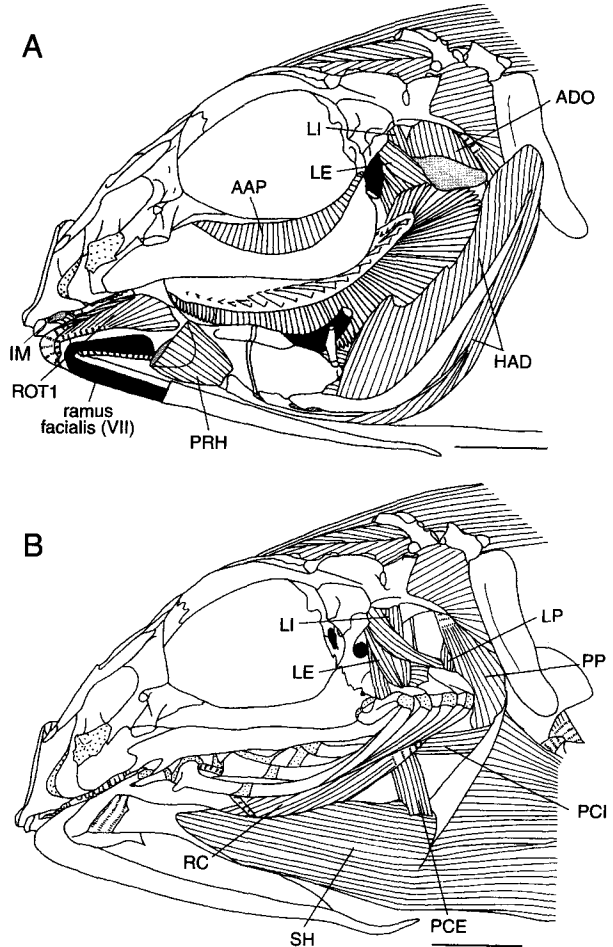 A
ADO
LI
LE
AAP
IM
ROT1
ramus
facialis (VII)
PRH
HAD
B
LI
LP
LE
PP
PCI
RC
SH
PCE